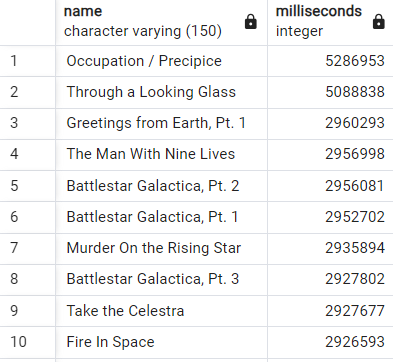 name milliseconds
character varying (150) integer
1 Occupation / Precipice 5286953
2 Through a Looking Glass 5088838
3 Greetings from Earth, Pt. 1 2960293
4 The Man With Nine Lives 2956998
5 Battlestar Galactica, Pt. 2 2956081
6 Battlestar Galactica, Pt. 1 2952702
7 Murder On the Rising Star 2935894
8 Battlestar Galactica, Pt. 3 2927802
9 Take the Celestra 2927677
10 Fire In Space 2926593